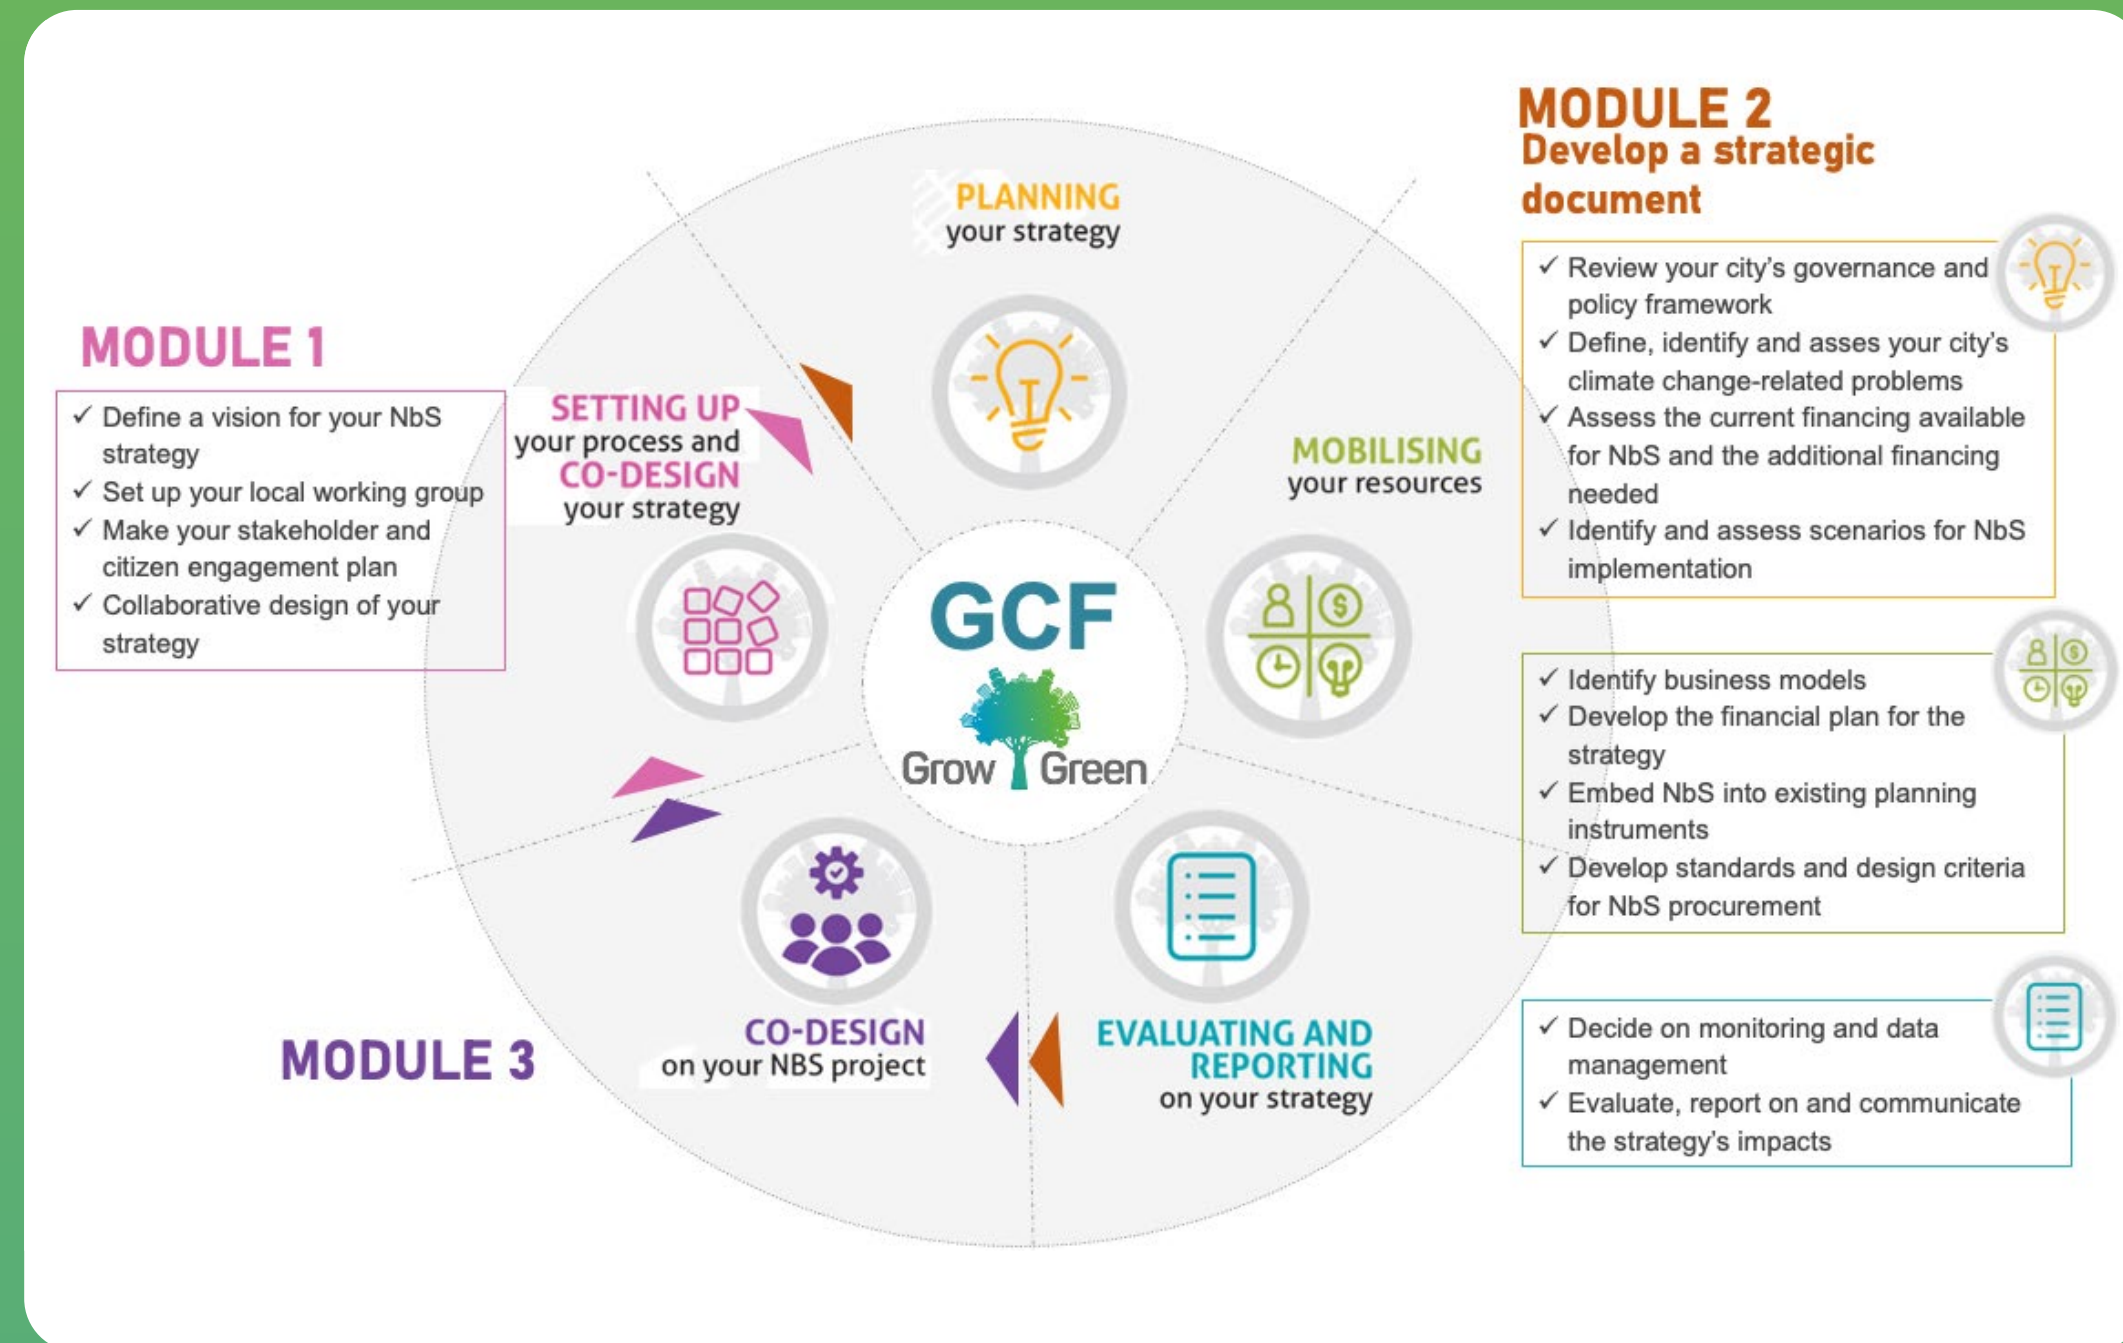 MODULE 1
✓ Define a vision for your NbS
strategy
✓ Set up your local working group
✓ Make your stakeholder and
citizen engagement plan
✓ Collaborative design of your
strategy
SETTING UP
your process and
CO-DESIGN
your strategy
PLANNING
your strategy
MOBILISING
your resources
GCF
Grow Green
CO-DESIGN
on your NBS project
EVALUATING AND
REPORTING
on your strategy
MODULE 3
MODULE 2
Develop a strategic
document
✓ Review your city's governance and
policy framework
✓ Define, identify and asses your city's
climate change-related problems
✓ Assess the current financing available
for NbS and the additional financing
needed
✓ Identify and assess scenarios for NbS
implementation
✓ Identify business models
✓ Develop the financial plan for the
strategy
✓ Embed NbS into existing planning
instruments
✓ Develop standards and design criteria
for NbS procurement
✓ Decide on monitoring and data
management
✓ Evaluate, report on and communicate
the strategy's impacts